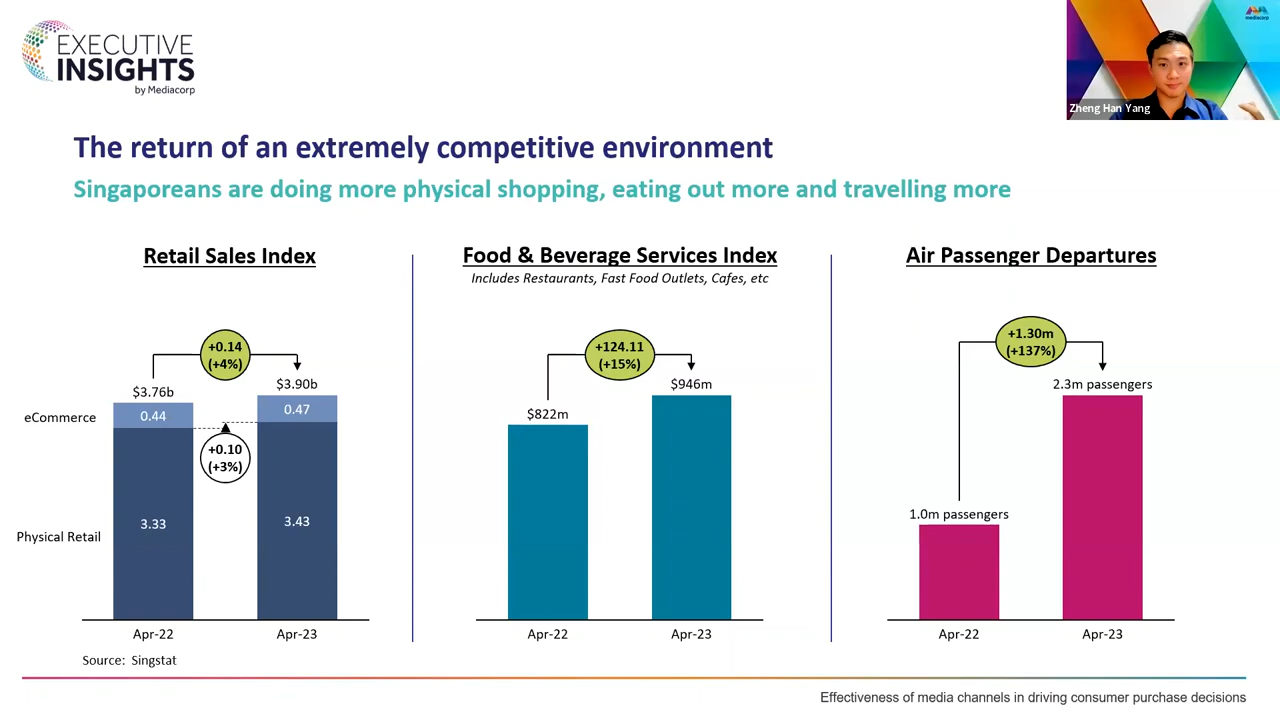 EXECUTIVE
INSIGHTS
by Mediacorp
mediacorp
Zheng Han Yang
The return of an extremely competitive environment
Singaporeans are doing more physical shopping, eating out more and travelling more
Retail Sales Index
+0.14
(+4%)
$3.76b
$3.90b
eCommerce
0.44
0.47
+0.10
(+3%)
Physical Retail
3.33
3.43
Apr-22
Apr-23
Source: Singstat
Food & Beverage Services Index
Includes Restaurants, Fast Food Outlets, Cafes, etc
+124.11
(+15%)
$822m
$946m
Apr-22
Apr-23
Air Passenger Departures
+1.30m
(+137%)
1.0m passengers
2.3m passengers
Apr-22
Apr-23
Effectiveness of media channels in driving consumer purchase decisions